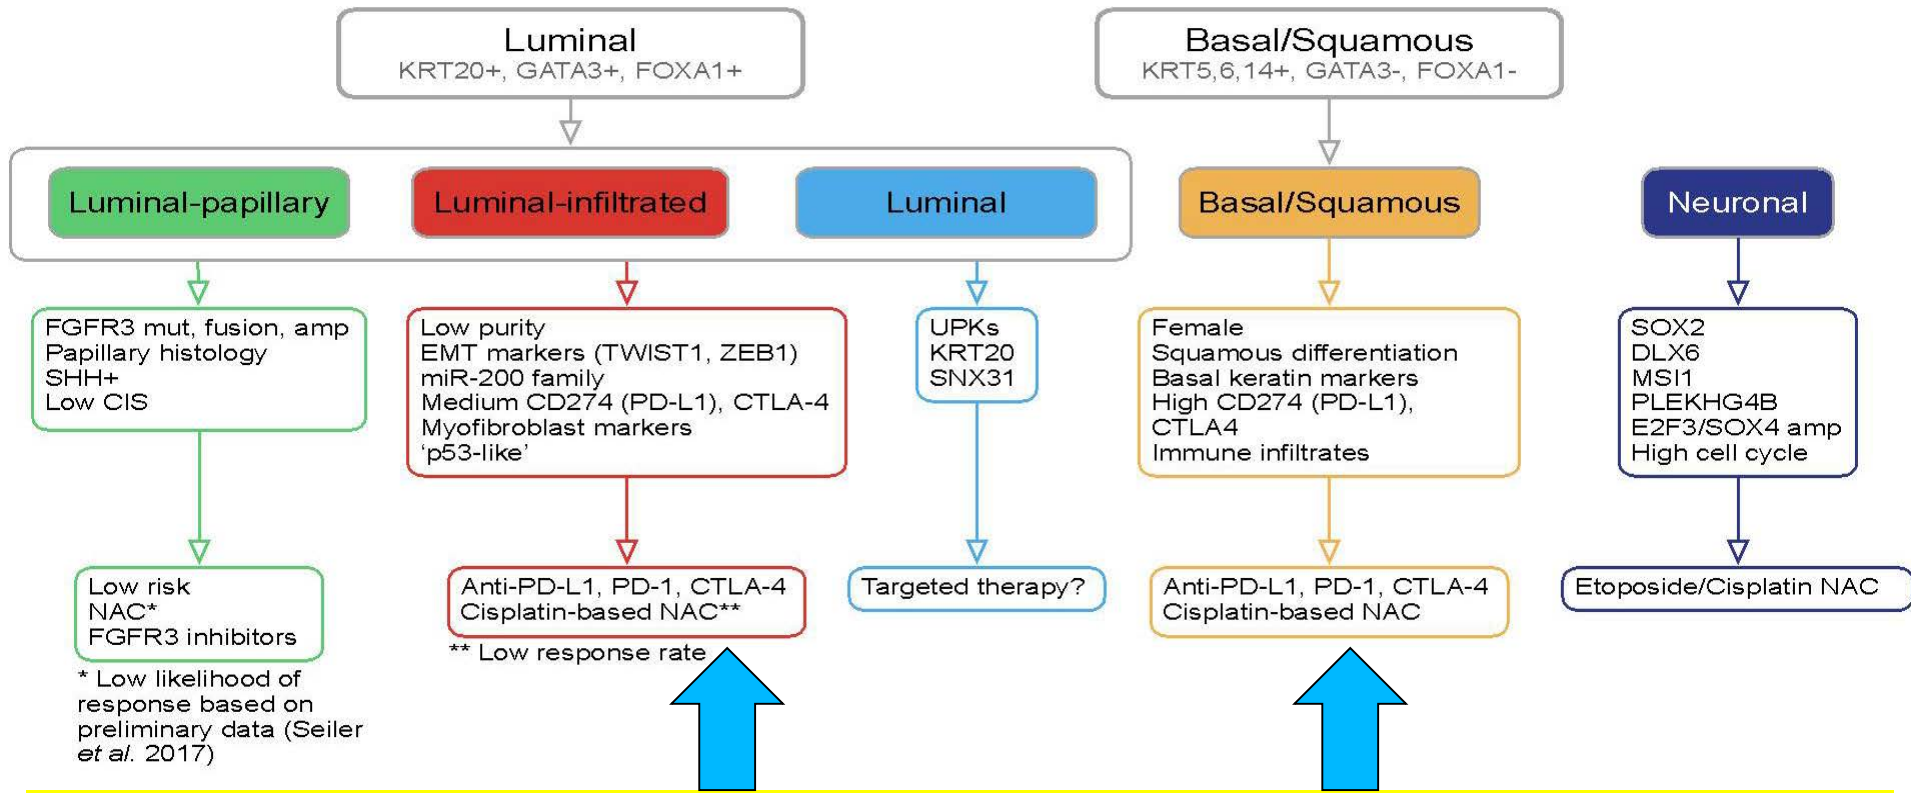 Luminal
KRT20+, GATA3+, FOXA1+
Basal/Squamous
KRT5,6,14+, GATA3-, FOXA1-
Luminal-papillary
Luminal-infiltrated
Luminal
Basal/Squamous
Neuronal
FGFR3 mut, fusion, amp
Papillary histology
SHH+
Low CIS
Low purity
EMT markers (TWIST1, ZEB1)
miR-200 family
Medium CD274 (PD-L1), CTLA-4
Myofibroblast markers
‘p53-like’
UPKs
KRT20
SNX31
Female
Squamous differentiation
Basal keratin markers
High CD274 (PD-L1),
CTLA4
Immune infiltrates
SOX2
DLX6
MSI1
PLEKHG4B
E2F3/SOX4 amp
High cell cycle
Low risk
NAC*
FGFR3 inhibitors
* Low likelihood of
response based on
preliminary data (Seiler
et al. 2017)
Anti-PD-L1, PD-1, CTLA-4
Cisplatin-based NAC**
** Low response rate
Targeted therapy?
Anti-PD-L1, PD-1, CTLA-4
Cisplatin-based NAC
Etoposide/Cisplatin NAC